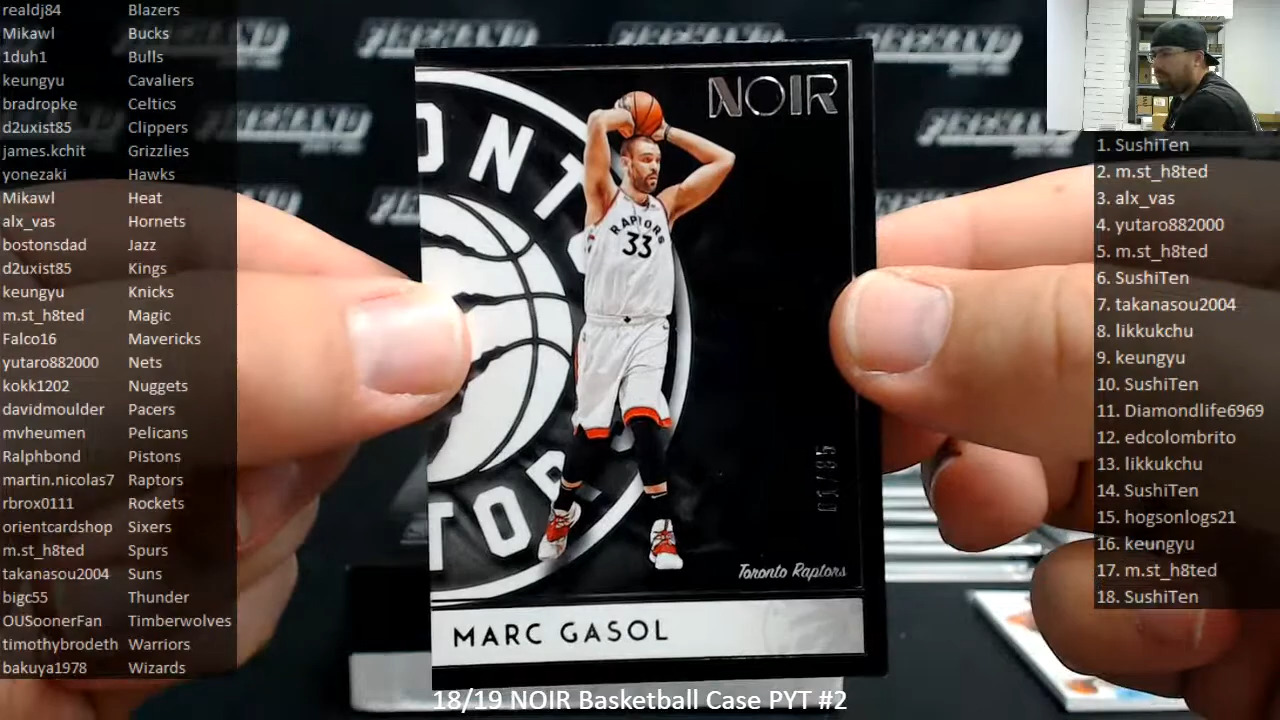 realdj84 Blazers
Mikawl Bucks
1duh1 Bulls
keungyu Cavaliers
bradropke Celtics
d2uxist85 Clippers
james.kchit Grizzlies
yonezaki Hawks
Mikawl Heat
alx_vas Hornets
bostonsdad Jazz
d2uxist85 Kings
keungyu Knicks
m.st_h8ted Magic
Falco16 Mavericks
yutaro882000 Nets
kokk1202 Nuggets
davidmoulder Pacers
mvheumen Pelicans
Ralphbond Pistons
martin.nicolas7 Raptors
rbrox0111 Rockets
orientcardshop Sixers
m.st_h8ted Spurs
takanasou2004 Suns
bigc55 Thunder
OUSoonerFan Timberwolves
timothybrodeth Warriors
bakuya1978 Wizards
NOIR
RAPTORS
33
Toronto Raptors
MARC GASOL
1. SushiTen
2. m.st_h8ted
3. alx_vas
4. yutaro882000
5. m.st_h8ted
6. SushiTen
7. takanasou2004
8. likkukchu
9. keungyu
10. SushiTen
11. Diamondlife6969
12. edcolombrito
13. likkukchu
14. SushiTen
15. hogsonlogs21
16. keungyu
17. m.st_h8ted
18. SushiTen
18/19 NOIR Basketball Case PYT #2